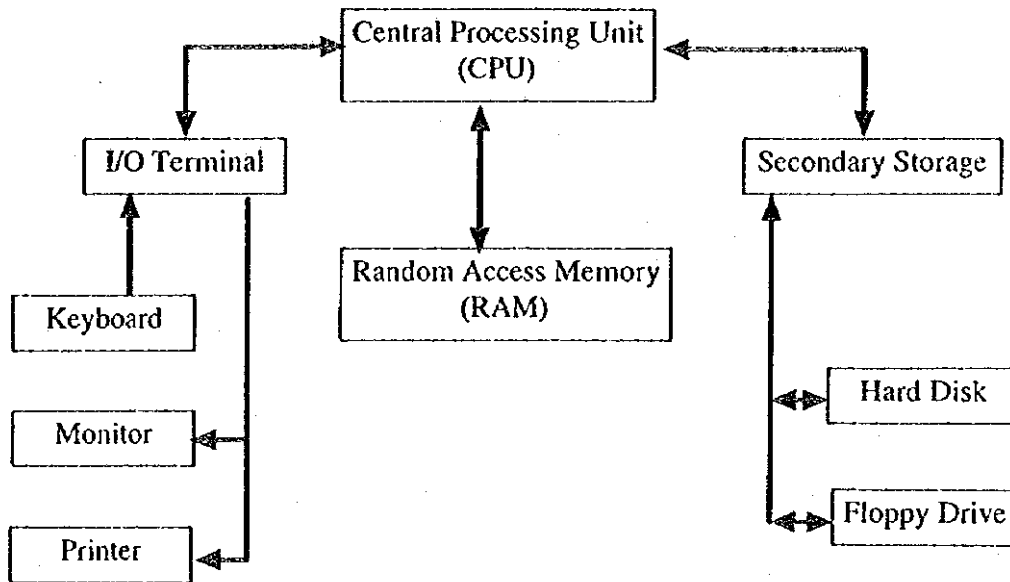 Central Processing Unit
(CPU)
I/O Terminal
Secondary Storage
Random Access Memory
(RAM)
Keyboard
Hard Disk
Monitor
Floppy Drive
Printer